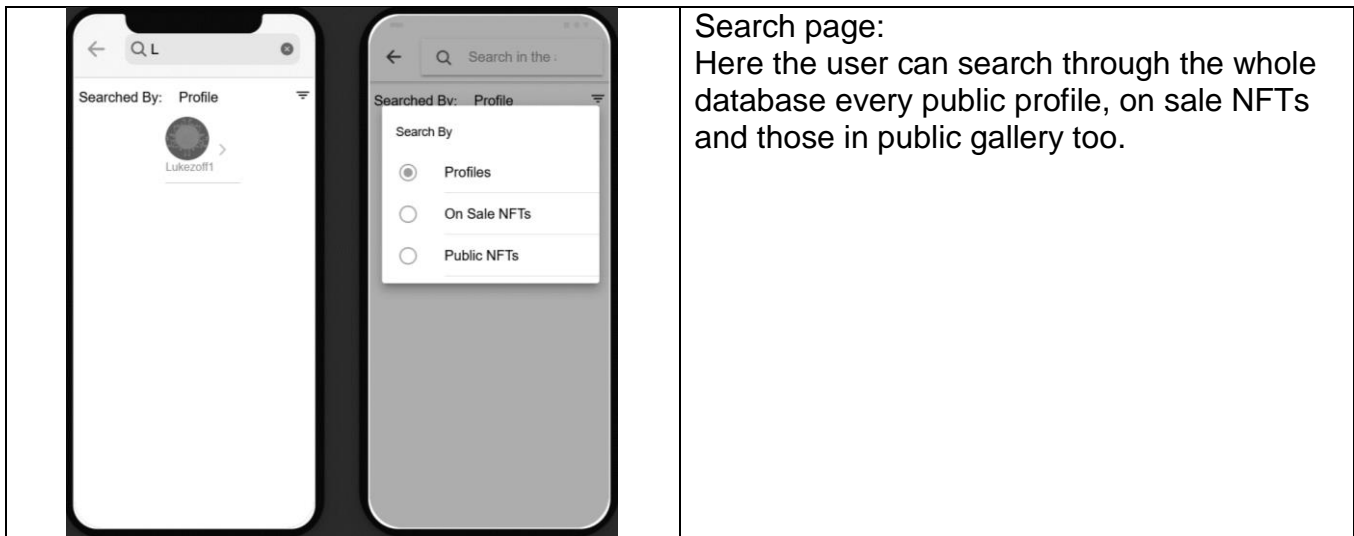 L
Searched By: Profile
Lukezoff1
Search in the
Searched By: Profile
Search By
Profiles
On Sale NFTs
Public NFTs
Search page:
Here the user can search through the whole
database every public profile, on sale NFTs
and those in public gallery too.